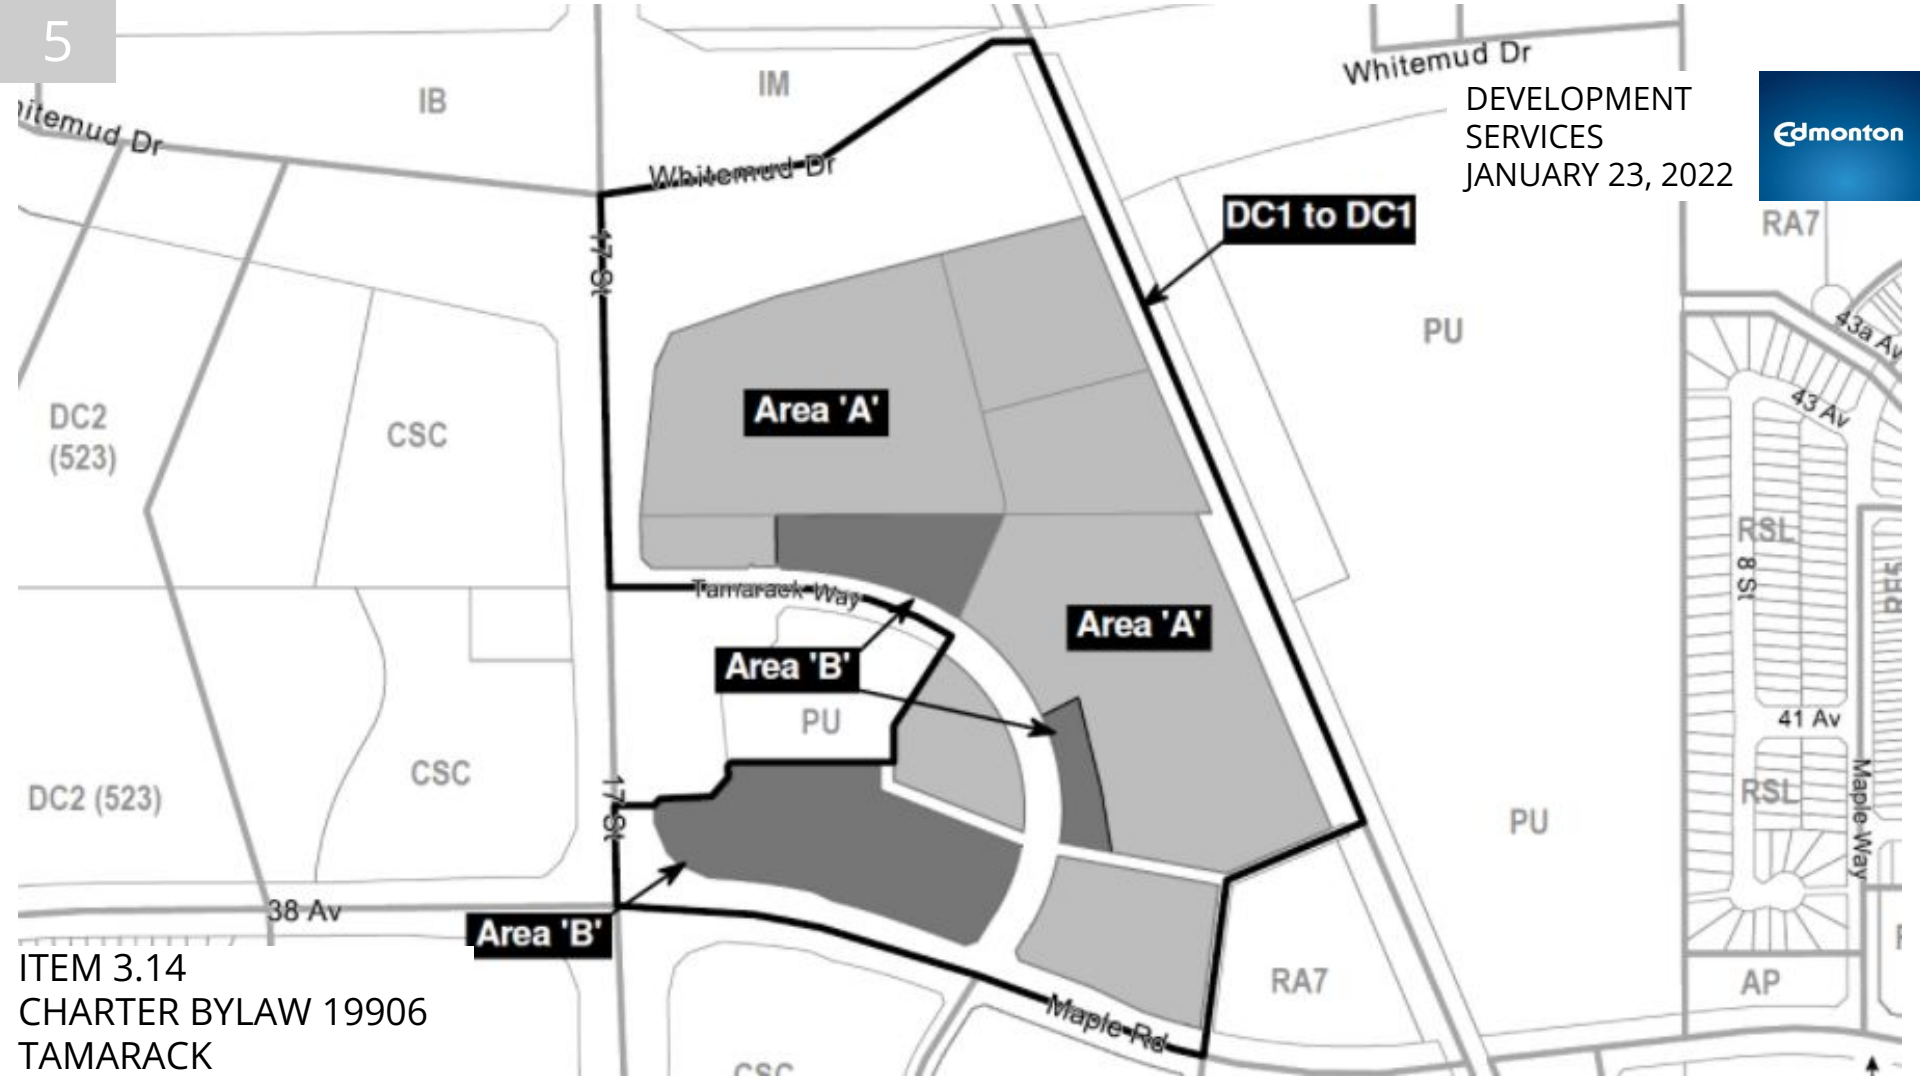 5
Whitemud Dr
DEVELOPMENT
SERVICES
JANUARY 23, 2022
Edmonton
IB
IM
Whitemud Dr
hitemud Dr
DC1 to DC1
RA7
17 St
PU
43a Av
43 Av
DC2
(523)
CSC
Area 'A'
RSL
8 St
RF5
Tamarack Way
Area 'A'
Area 'B'
PU
41 Av
CSC
DC2 (523)
17 St
RSL
Maple Way
PU
38 Av
Area 'B'
ITEM 3.14
CHARTER BYLAW 19906
TAMARACK
Maple Rd
RA7
AP
CSC